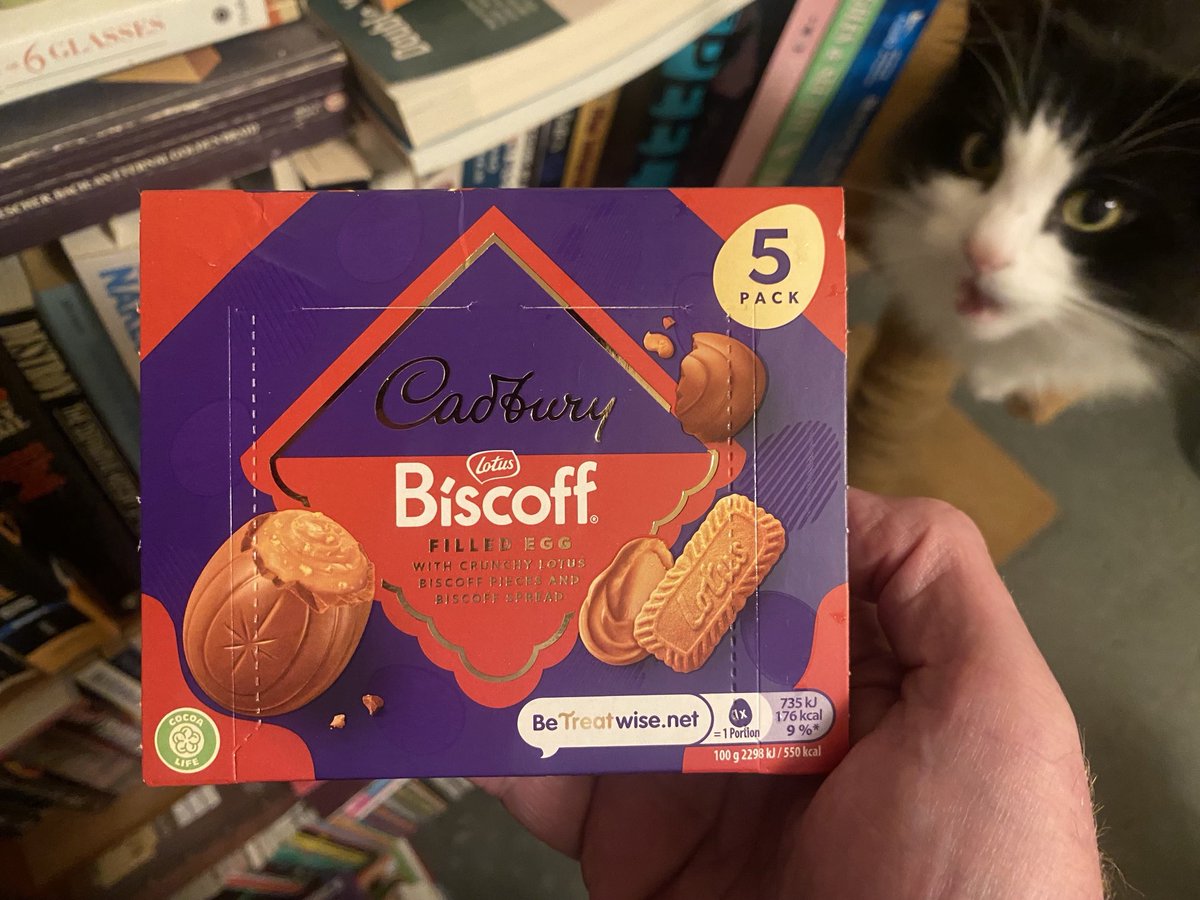 6 GLASSES
Double
5
PACK
Cadbury
Lotus
Biscoff®
FILLED EGG
WITH CRUNCHY LOTUS
BISCOFF PIECES AND
BISCOFF SPREAD
Lotus
BeTreatwise.net
1X
= 1 Portion
735 kJ
176 kcal
9 %*
100 g 2298 kJ / 550 kcal
COCOA
LIFE